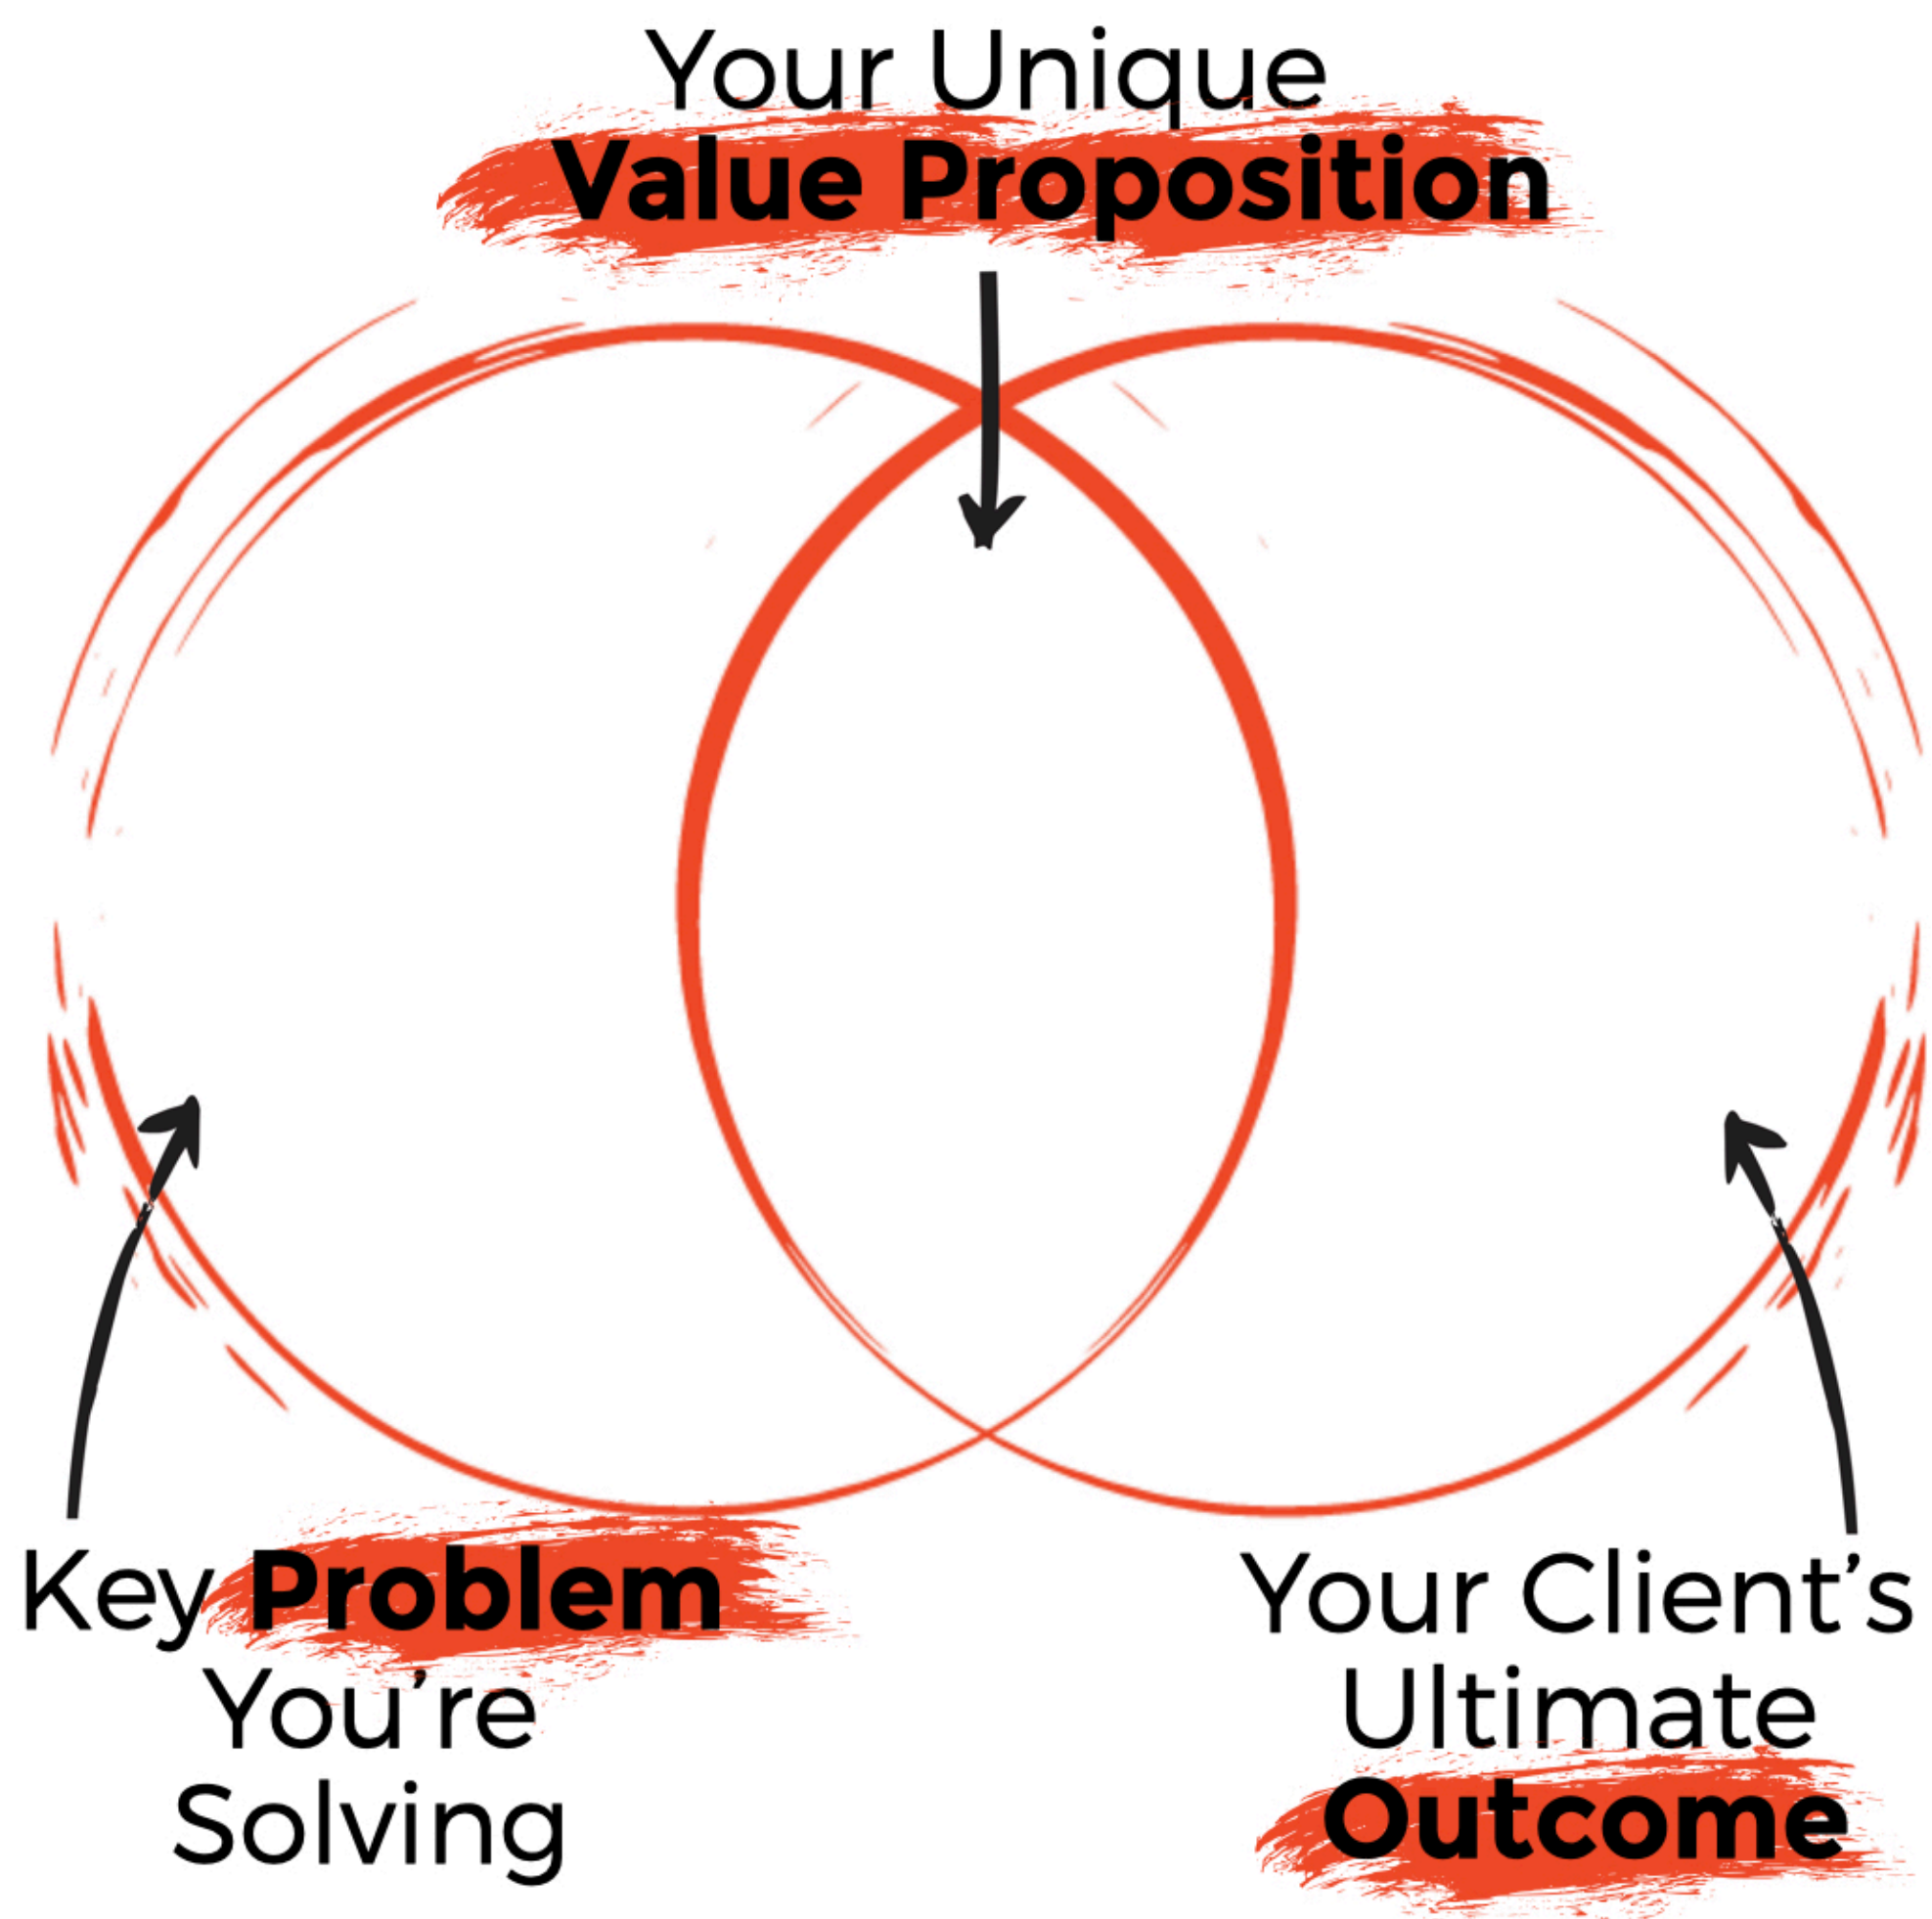 Your Unique
Value Proposition
Key Problem
You’re
Solving
Your Client’s
Ultimate
Outcome